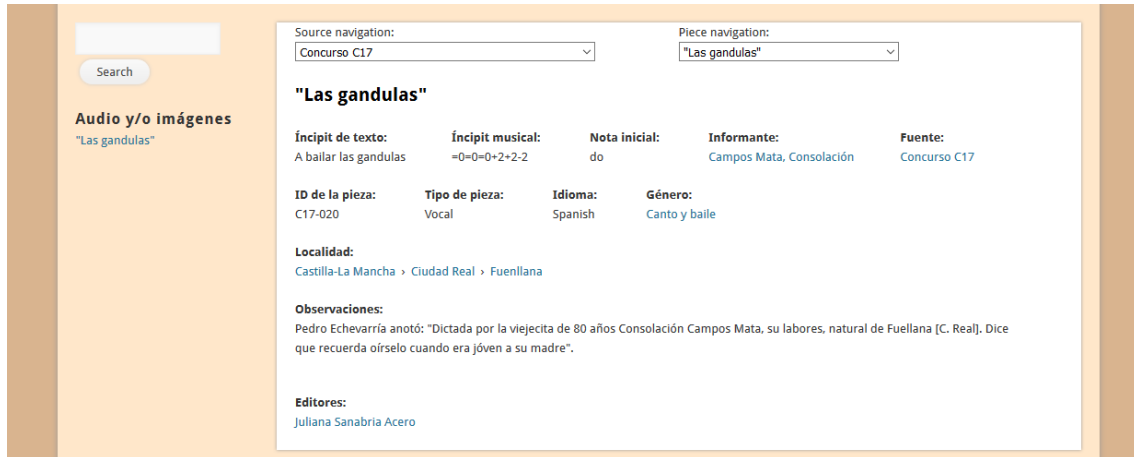 Search
Audio y/o imágenes
"Las gandulas"
Source navigation:
Concurso C17
Piece navigation:
"Las gandulas"
"Las gandulas"
Íncipit de texto:
A bailar las gandulas
Íncipit musical:
=0=0=0+2+2-2
Nota inicial:
do
Informante:
Campos Mata, Consolación
Fuente:
Concurso C17
ID de la pieza:
C17-020
Tipo de pieza:
Vocal
Idioma:
Spanish
Género:
Canto y baile
Localidad:
Castilla-La Mancha › Ciudad Real › Fuenllana
Observaciones:
Pedro Echevarría anotó: "Dictada por la viejecita de 80 años Consolación Campos Mata, su labores, natural de Fuellana [C. Real]. Dice
que recuerda oírselo cuando era jóven a su madre".
Editores:
Juliana Sanabria Acero